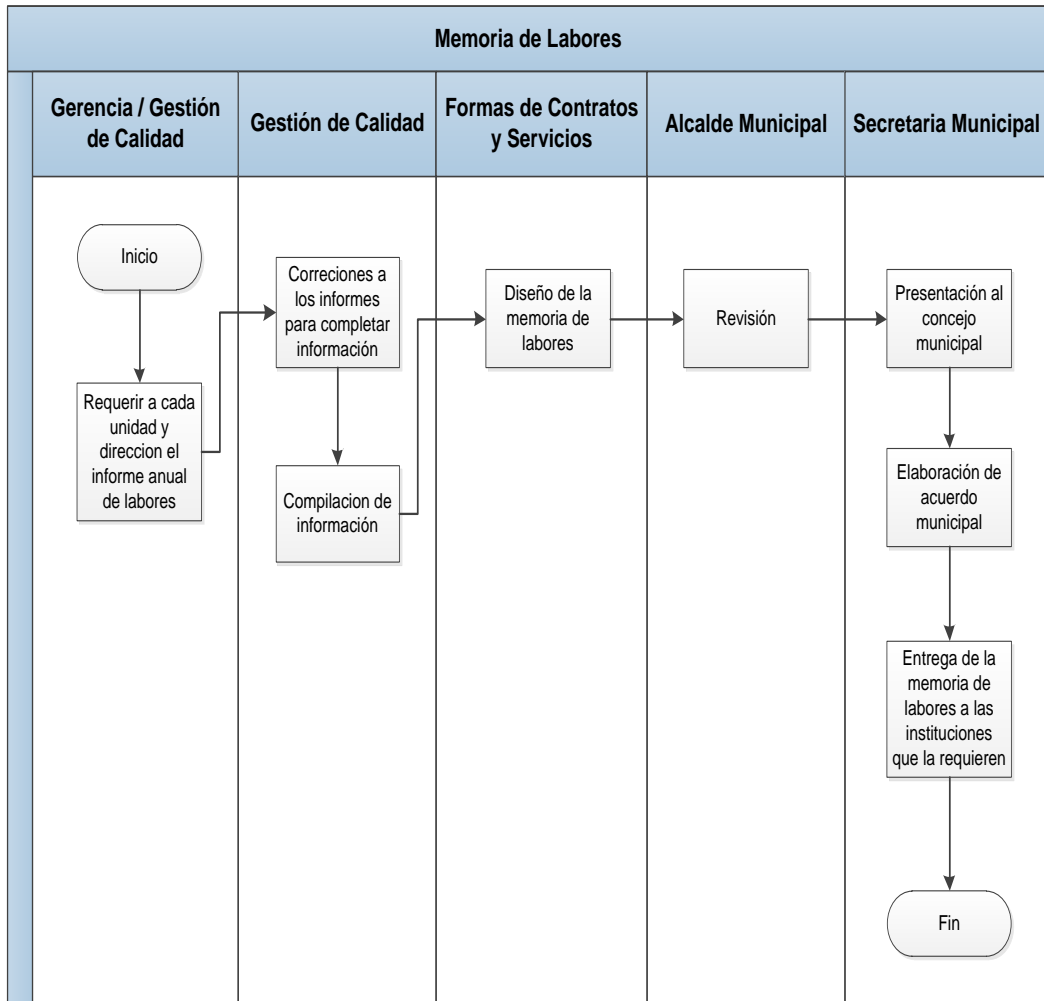 Memoria de Labores
Gerencia / Gestión
de Calidad
Gestión de Calidad
Formas de Contratos
y Servicios
Alcalde Municipal
Secretaria Municipal
Inicio
Requerir a cada
unidad y
direccion el
informe anual
de labores
Correciones a
los informes
para completar
información
Compilacion de
información
Diseño de la
memoria de
labores
Revisión
Presentación al
concejo
municipal
Elaboración de
acuerdo
municipal
Entrega de la
memoria de
labores a las
instituciones
que la requieren
Fin